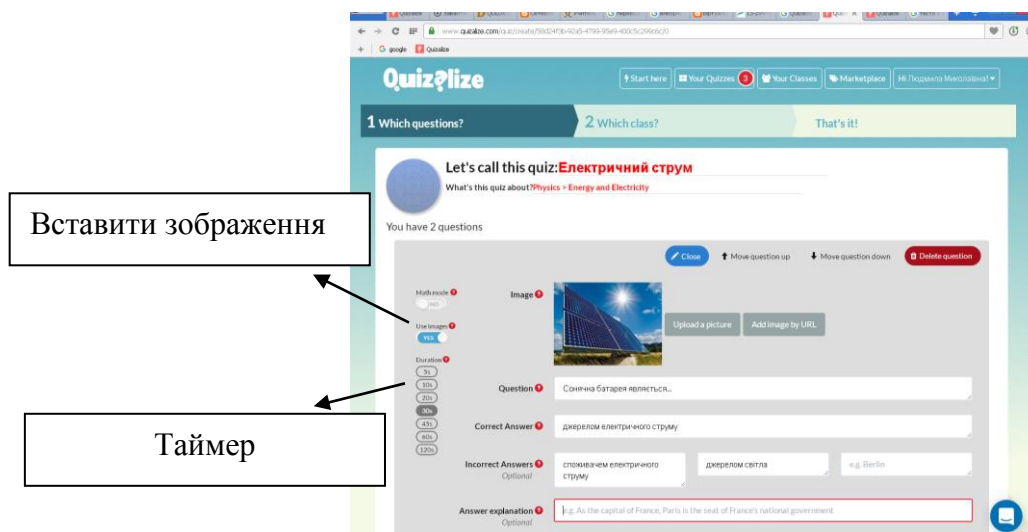 www.quizalize.com/quiz/create/
google Quizalize
Quizalize
Start here
Your Quizzes 3
Your Classes
Marketplace
Hi Людмила Миколаївна!
1 Which questions?
2 Which class?
That's it!
Let's call this quiz:Електричний струм
What's this quiz about?Physics > Energy and Electricity
Вставити зображення
You have 2 questions
Close
Move question up
Move question down
Delete question
Math mode
NO
Image
Upload a picture
Add image by URL
Use Images
YES
Duration
5s
10s
20s
30s
45s
60s
120s
Таймер
Question
Сонячна батарея являється...
Correct Answer
джерелом електричного струму
Incorrect Answers
Optional
споживачем електричного
струму
джерелом світла
e.g. Berlin
Answer explanation
Optional
e.g. As the capital of France, Paris is the seat of France's national government